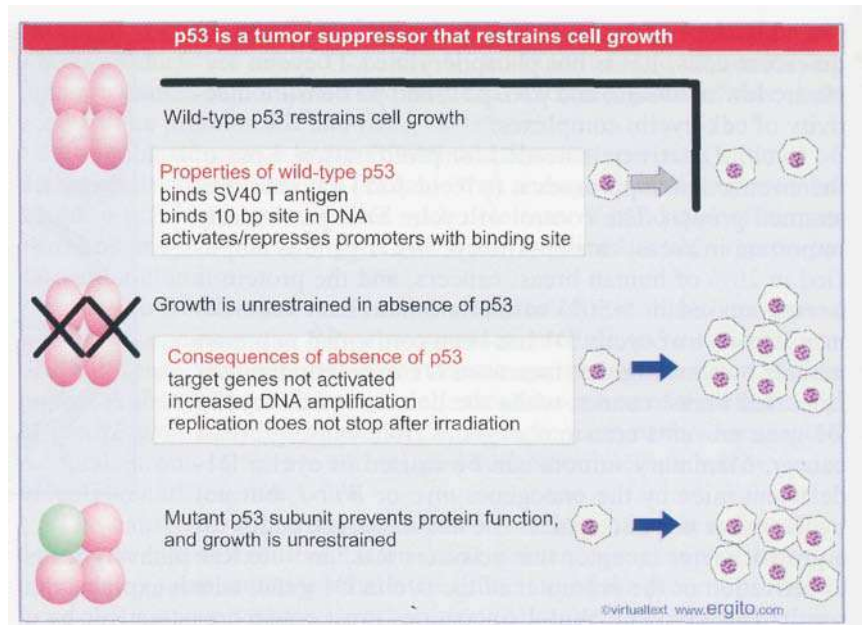 p53 is a tumor suppressor that restrains cell growth
Wild-type p53 restrains cell growth
Properties of wild-type p53
binds SV40 T antigen
binds 10 bp site in DNA
activates/represses promoters with binding site
Growth is unrestrained in absence of p53
Consequences of absence of p53
target genes not activated
increased DNA amplification
replication does not stop after irradiation
Mutant p53 subunit prevents protein function,
and growth is unrestrained
©virtualtext www.ergito.com